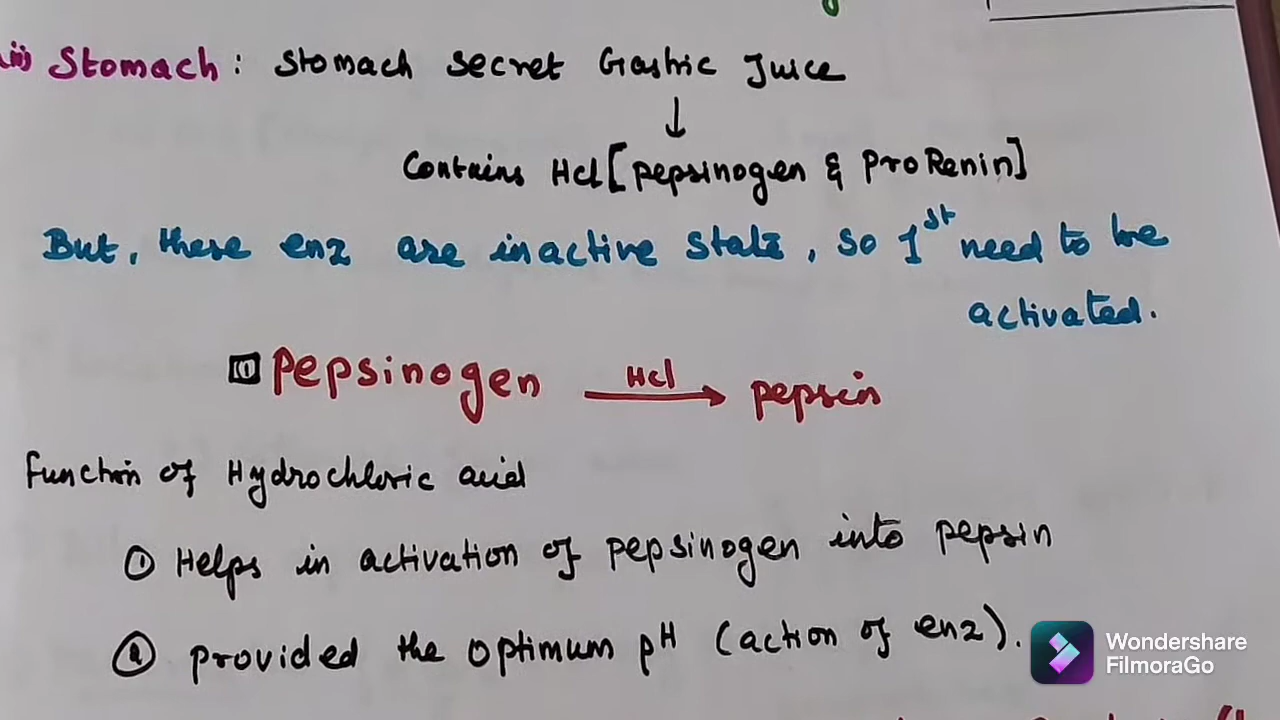 ii) Stomach : Stomach secret Gastric Juice
↓
Contains Hcl [Pepsinogen & ProRenin]
But, these enz are inactive state, so 1st need to be
activated.
① Pepsinogen —Hcl→ pepsin
Function of Hydrochloric acid
① Helps in activation of pepsinogen into pepsin
② provided the optimum pH (action of enz).
Wondershare
FilmoraGo